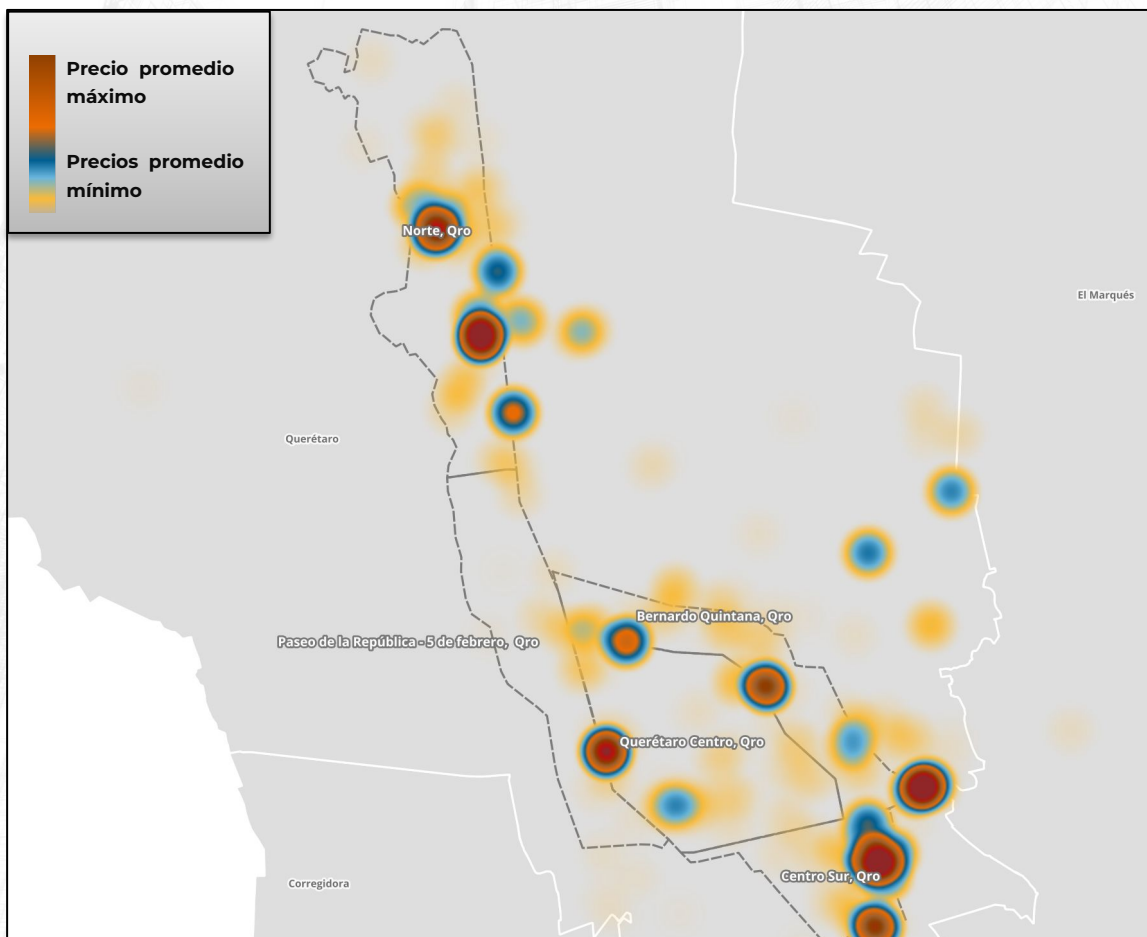 Precio promedio
máximo
Precios promedio
mínimo
Norte, Qro
El Marqués
Querétaro
Bernardo Quintana, Qro
Paseo de la República - 5 de febrero, Qro
Querétaro Centro, Qro
Centro Sur, Qro
Corregidora